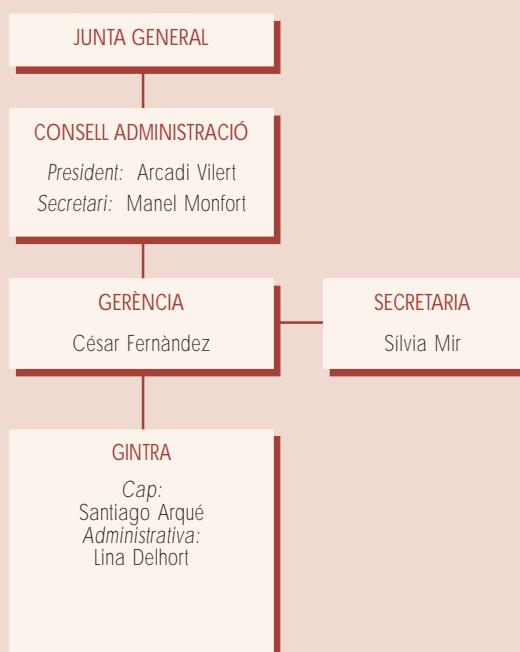 JUNTA GENERAL
CONSELL ADMINISTRACIÓ
President: Arcadi Vilert
Secretari: Manel Monfort
GERÈNCIA
César Fernàndez
SECRETARIA
Sílvia Mir
GINTRA
Cap:
Santiago Arqué
Administrativa:
Lina Delhort